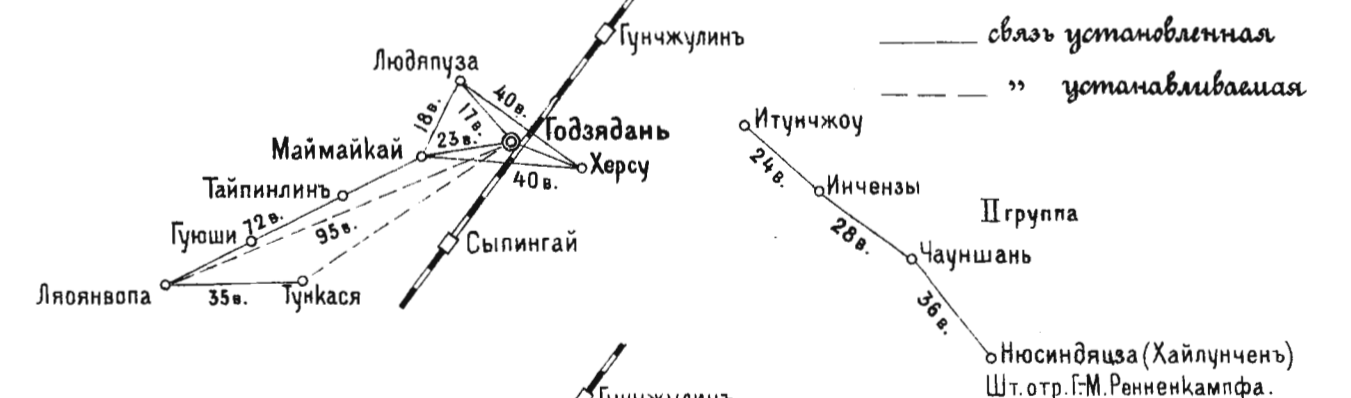 Гунчжулинъ
связь установленная
Людяпуза
" устанавливаемая
40в.
18в.
17в.
Годзядань
Итунчжоу
23в.
Маймайкай
Херсу
24в.
40в.
Тайпинлинъ
Инчензы
II группа
72в.
Гуюши
95в.
28в.
Сыпингай
Чауншань
Ляоянвопа
35в.
Тункася
36в.
Нюсиндяцза (Хайлунченъ)
Шт. отр. Г.-М. Ренненкампфа.